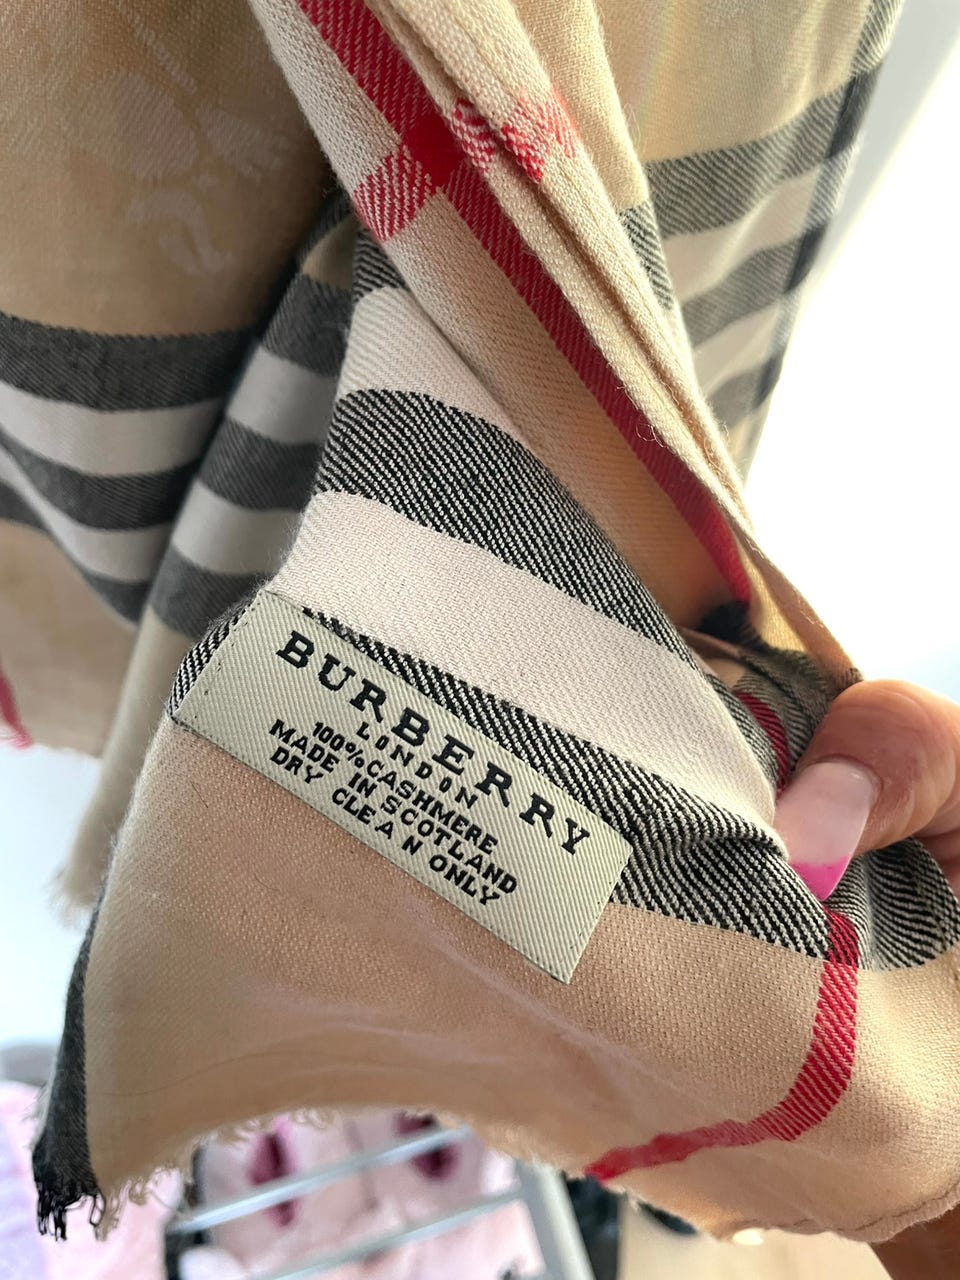 BURBERRY
LONDON
100% CASHMERE
MADE IN SCOTLAND
DRY CLEAN ONLY